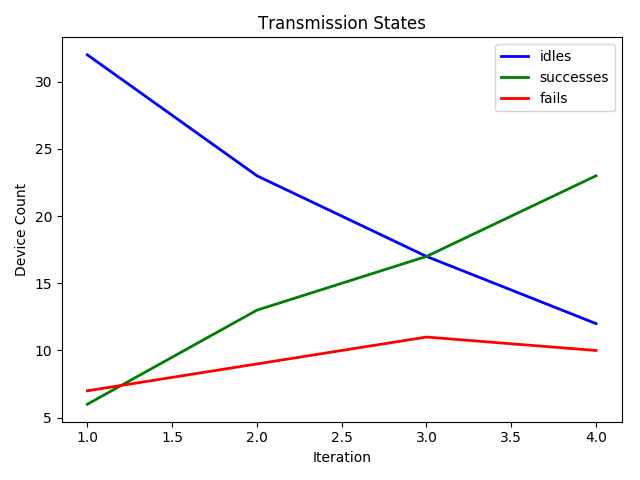 Transmission States
idles
successes
fails
30
25
20
15
10
5
Device Count
1.0 1.5 2.0 2.5 3.0 3.5 4.0
Iteration